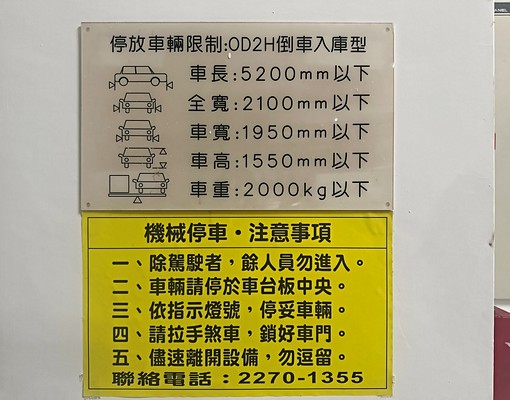 停放車輛限制:OD2H倒車入庫型
車長:5200mm以下
全寬:2100mm以下
車寬:1950mm以下
車高:1550mm以下
車重:2000kg以下
機械停車・注意事項
一、除駕駛者，餘人員勿進入。
二、車輛請停於車台板中央。
三、依指示燈號，停妥車輛。
四、請拉手煞車，鎖好車門。
五、儘速離開設備，勿逗留。
聯絡電話：2270-1355